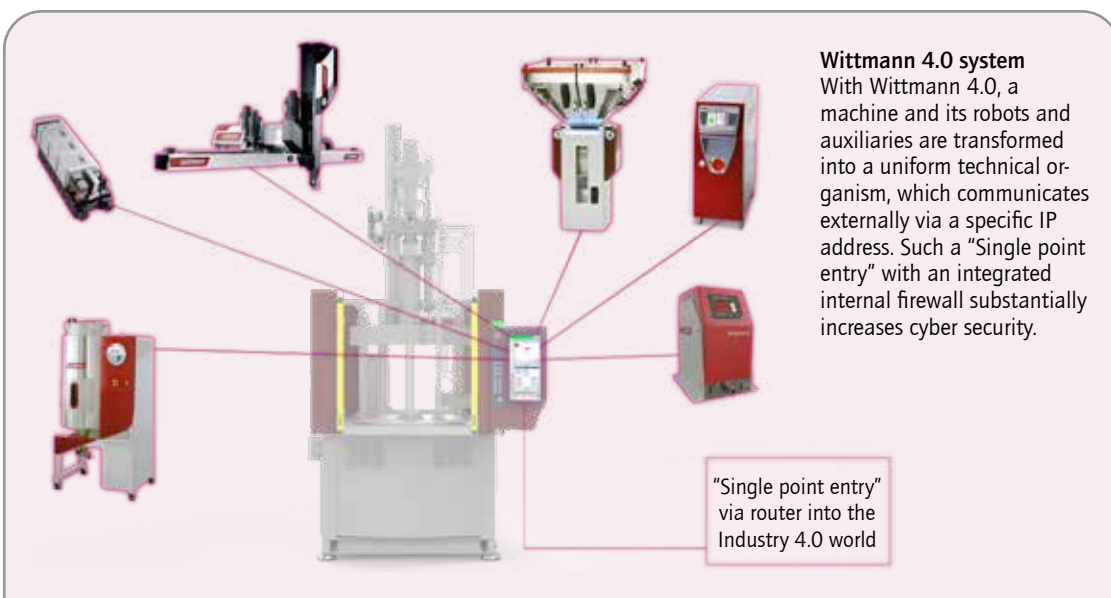 Wittmann 4.0 system
With Wittmann 4.0, a
machine and its robots and
auxiliaries are transformed
into a uniform technical or-
ganism, which communicates
externally via a specific IP
address. Such a “Single point
entry” with an integrated
internal firewall substantially
increases cyber security.
“Single point entry”
via router into the
Industry 4.0 world